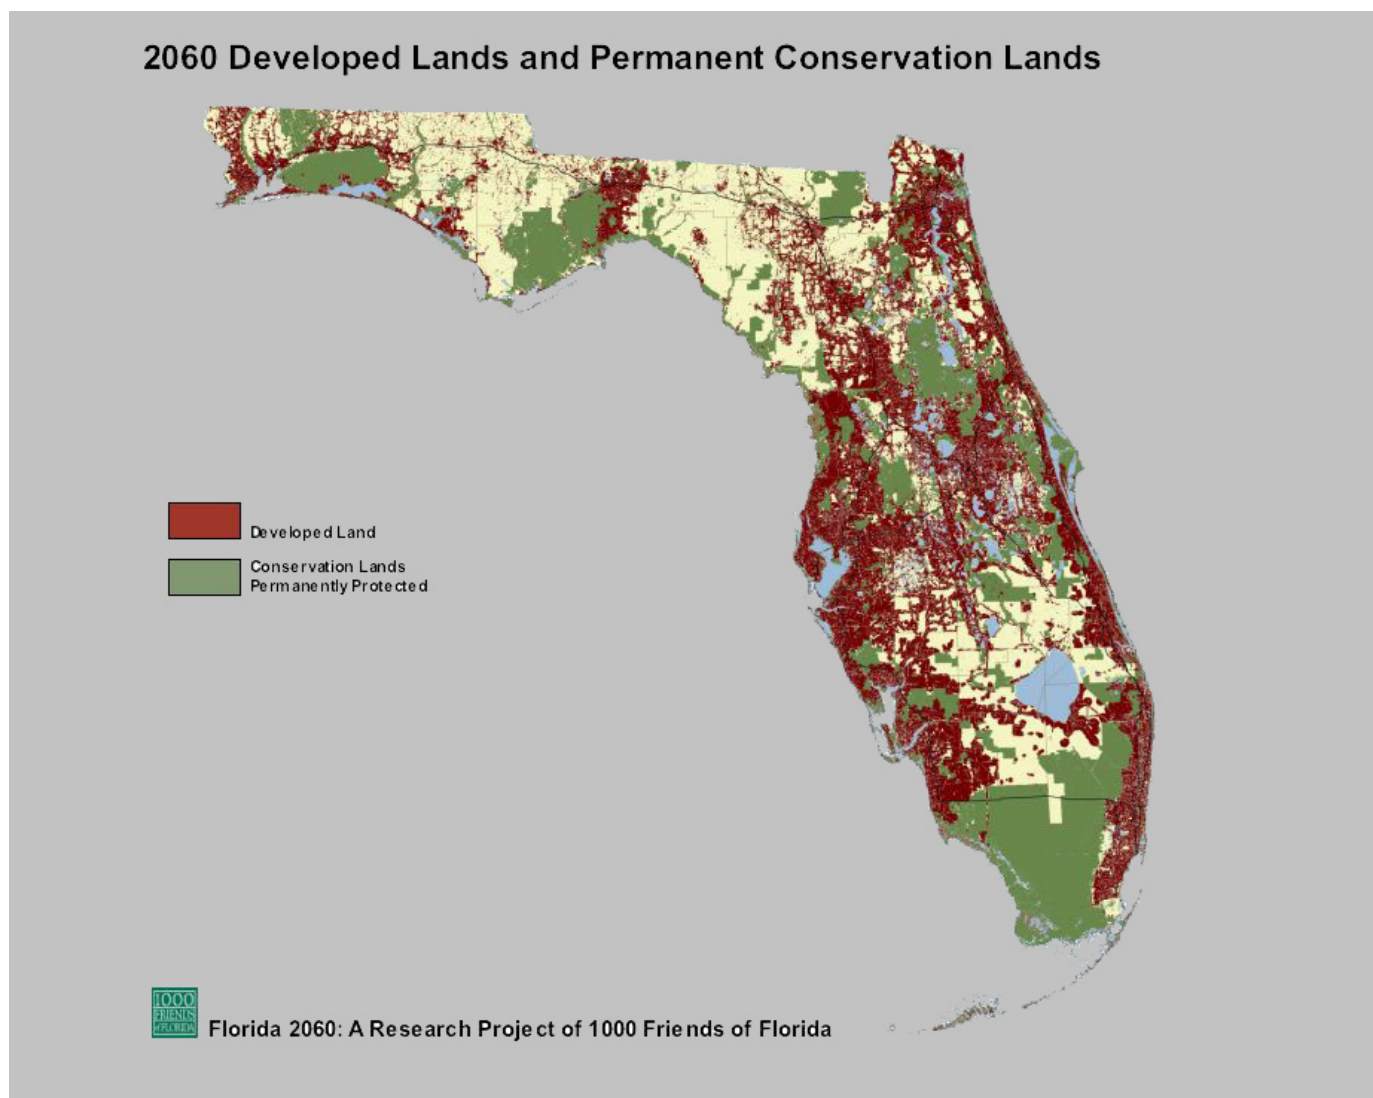 2060 Developed Lands and Permanent Conservation Lands
Developed Land
Conservation Lands
Permanently Protected
1000
FRIENDS
of FLORIDA
Florida 2060: A Research Project of 1000 Friends of Florida